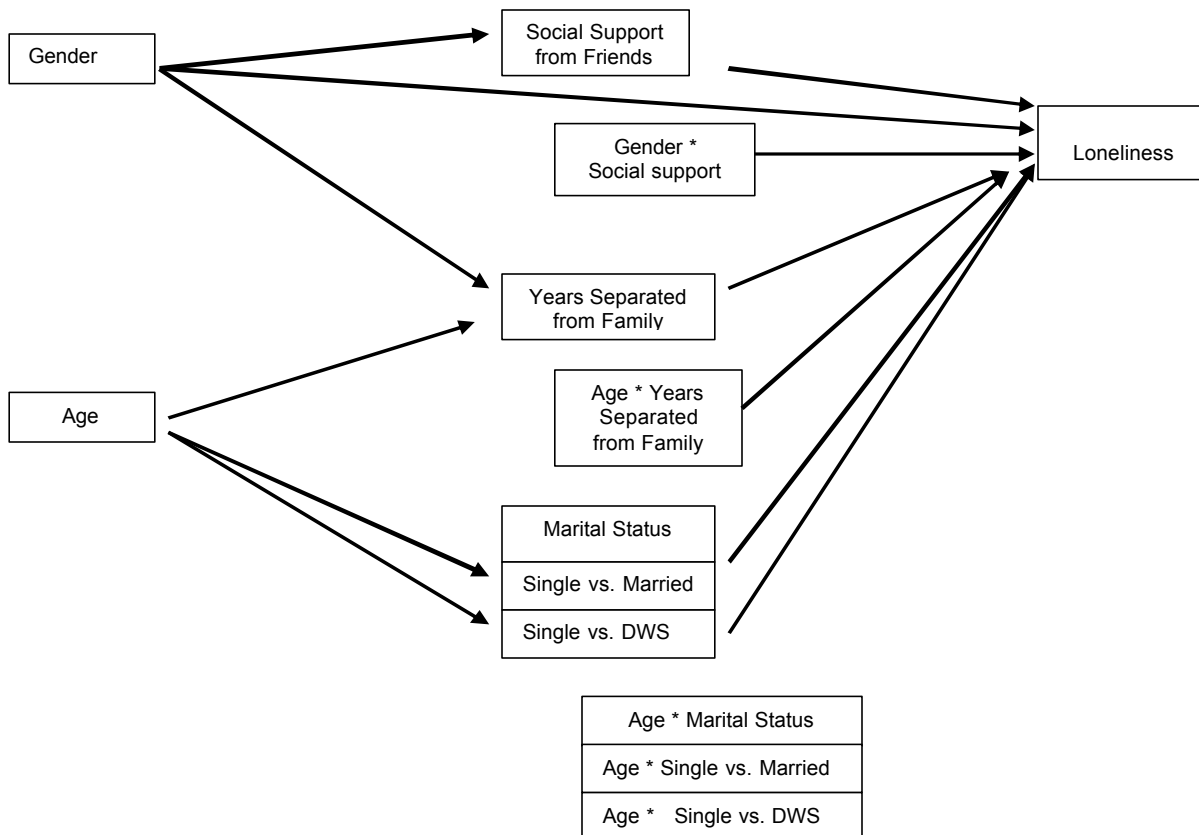 Gender
Social Support
from Friends
Gender *
Social support
Loneliness
Years Separated
from Family
Age
Age * Years
Separated
from Family
Marital Status
Single vs. Married
Single vs. DWS
Age * Marital Status
Age * Single vs. Married
Age * Single vs. DWS